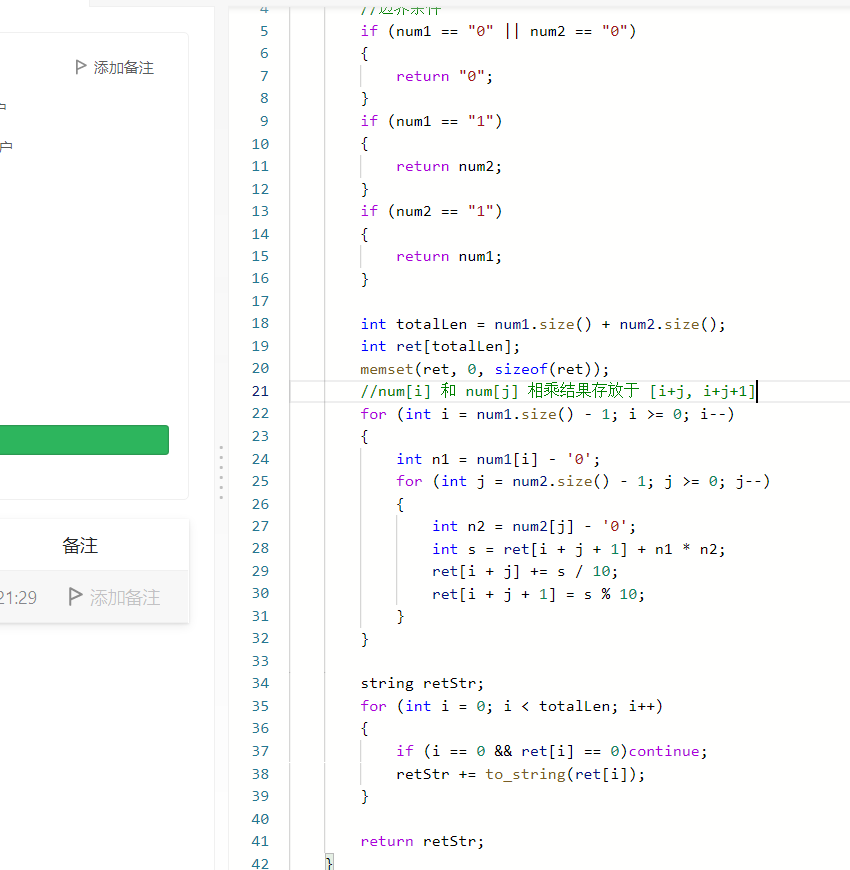 添加备注
户
户
备注
21:29 添加备注
4 //边界条件
5 if (num1 == "0" || num2 == "0")
6 {
7 return "0";
8 }
9 if (num1 == "1")
10 {
11 return num2;
12 }
13 if (num2 == "1")
14 {
15 return num1;
16 }
17
18 int totalLen = num1.size() + num2.size();
19 int ret[totalLen];
20 memset(ret, 0, sizeof(ret));
21 //num[i] 和 num[j] 相乘结果存放于 [i+j, i+j+1]
22 for (int i = num1.size() - 1; i >= 0; i--)
23 {
24 int n1 = num1[i] - '0';
25 for (int j = num2.size() - 1; j >= 0; j--)
26 {
27 int n2 = num2[j] - '0';
28 int s = ret[i + j + 1] + n1 * n2;
29 ret[i + j] += s / 10;
30 ret[i + j + 1] = s % 10;
31 }
32 }
33
34 string retStr;
35 for (int i = 0; i < totalLen; i++)
36 {
37 if (i == 0 && ret[i] == 0)continue;
38 retStr += to_string(ret[i]);
39 }
40
41 return retStr;
42 }